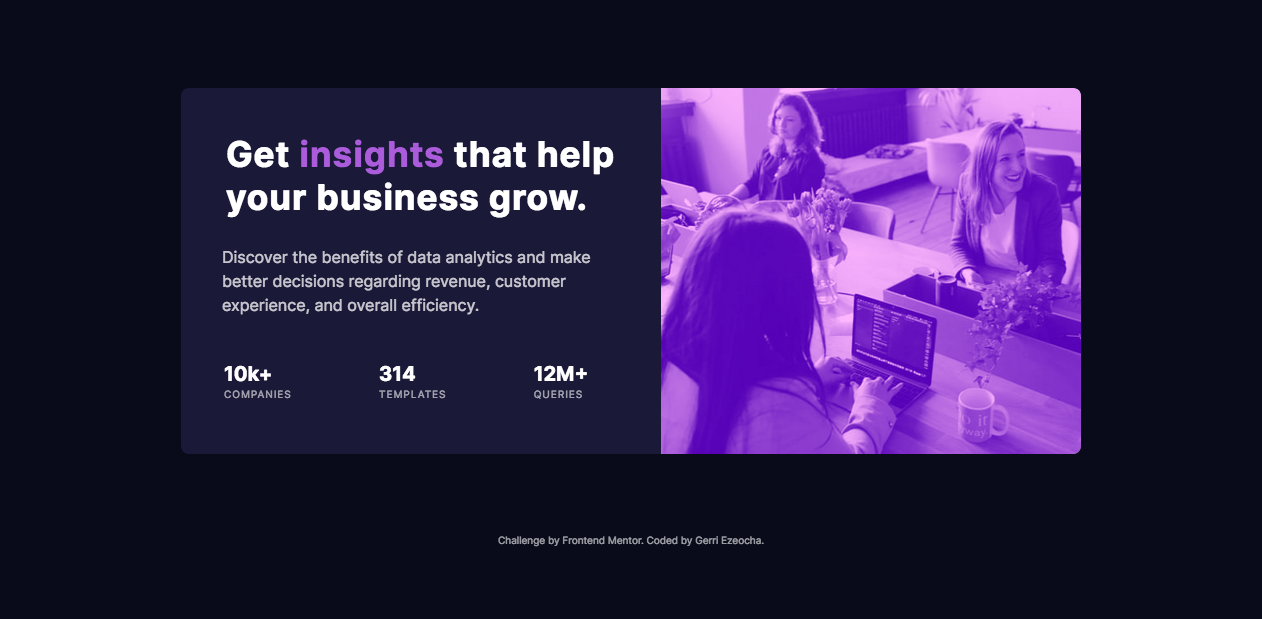 Get insights that help
your business grow.
Discover the benefits of data analytics and make
better decisions regarding revenue, customer
experience, and overall efficiency.
10k+ 314 12M+
COMPANIES TEMPLATES QUERIES
Challenge by Frontend Mentor. Coded by Gerri Ezeocha.